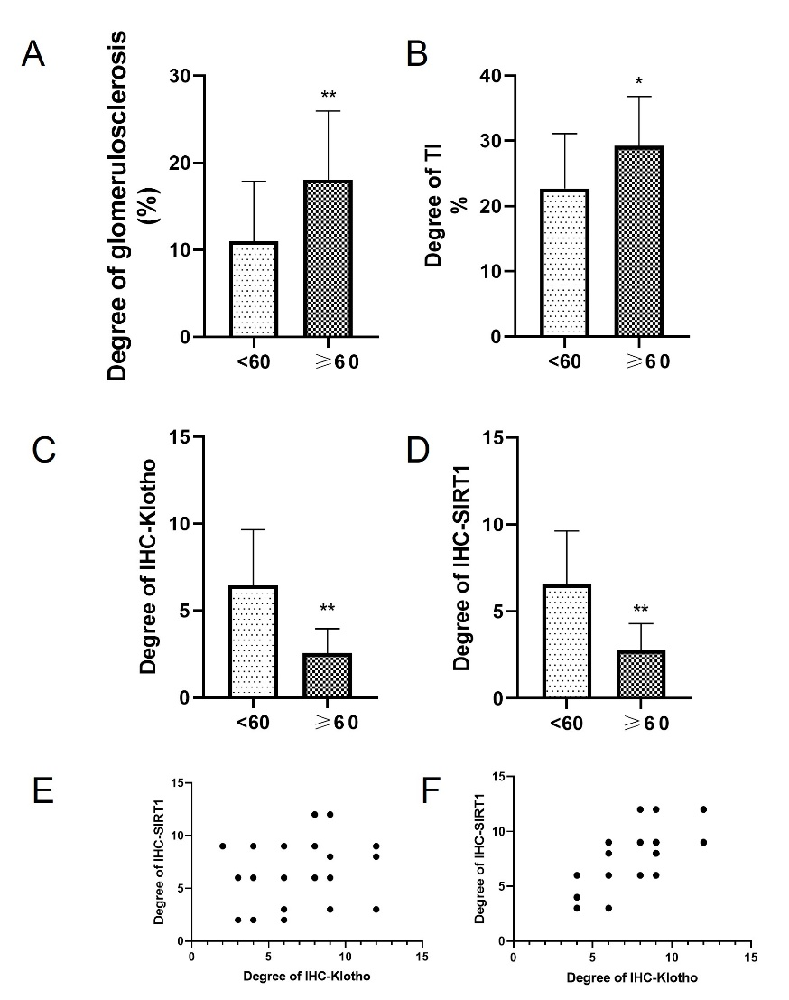 A
Degree of glomerulosclerosis
(%)
30
20
10
0
**
<60
≥60
B
Degree of TI
%
40
30
20
10
0
*
<60
≥60
C
Degree of IHC-Klotho
15
10
5
0
**
<60
≥60
D
Degree of IHC-SIRT1
15
10
5
0
**
<60
≥60
E
Degree of IHC-SIRT1
15
10
5
0
0 5 10 15
Degree of IHC-Klotho
F
Degree of IHC-SIRT1
15
10
5
0
0 5 10 15
Degree of IHC-Klotho